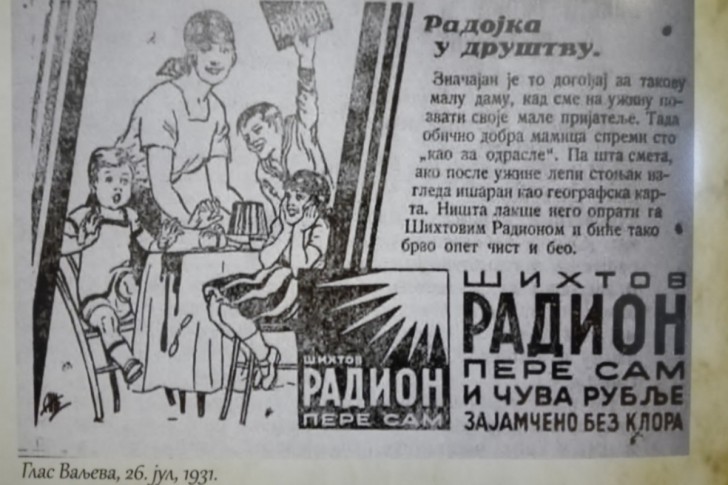 РАДИОН
Радојка
у друштву.
Значајан је то догођај за такову
малу даму, кад сме на ужину по-
звати своје мале пријатеље. Тада
обично добра мамица спреми сто
„као за одрасле“. Па шта смета,
ако после ужине лепи стоњак из-
гледа ишаран као географска кар-
та. Ништа лакше него опрати га
Шихтовим Радионом и биће тако
брзо опет чист и бео.
ШИХТОВ
РАДИОН
ПЕРЕ САМ
И ЧУВА РУБЉЕ
ЗАЈАМЧЕНО БЕЗ КЛОРА
ШИХТОВ
РАДИОН
ПЕРЕ САМ
Глас Ваљева, 26. јул, 1931.